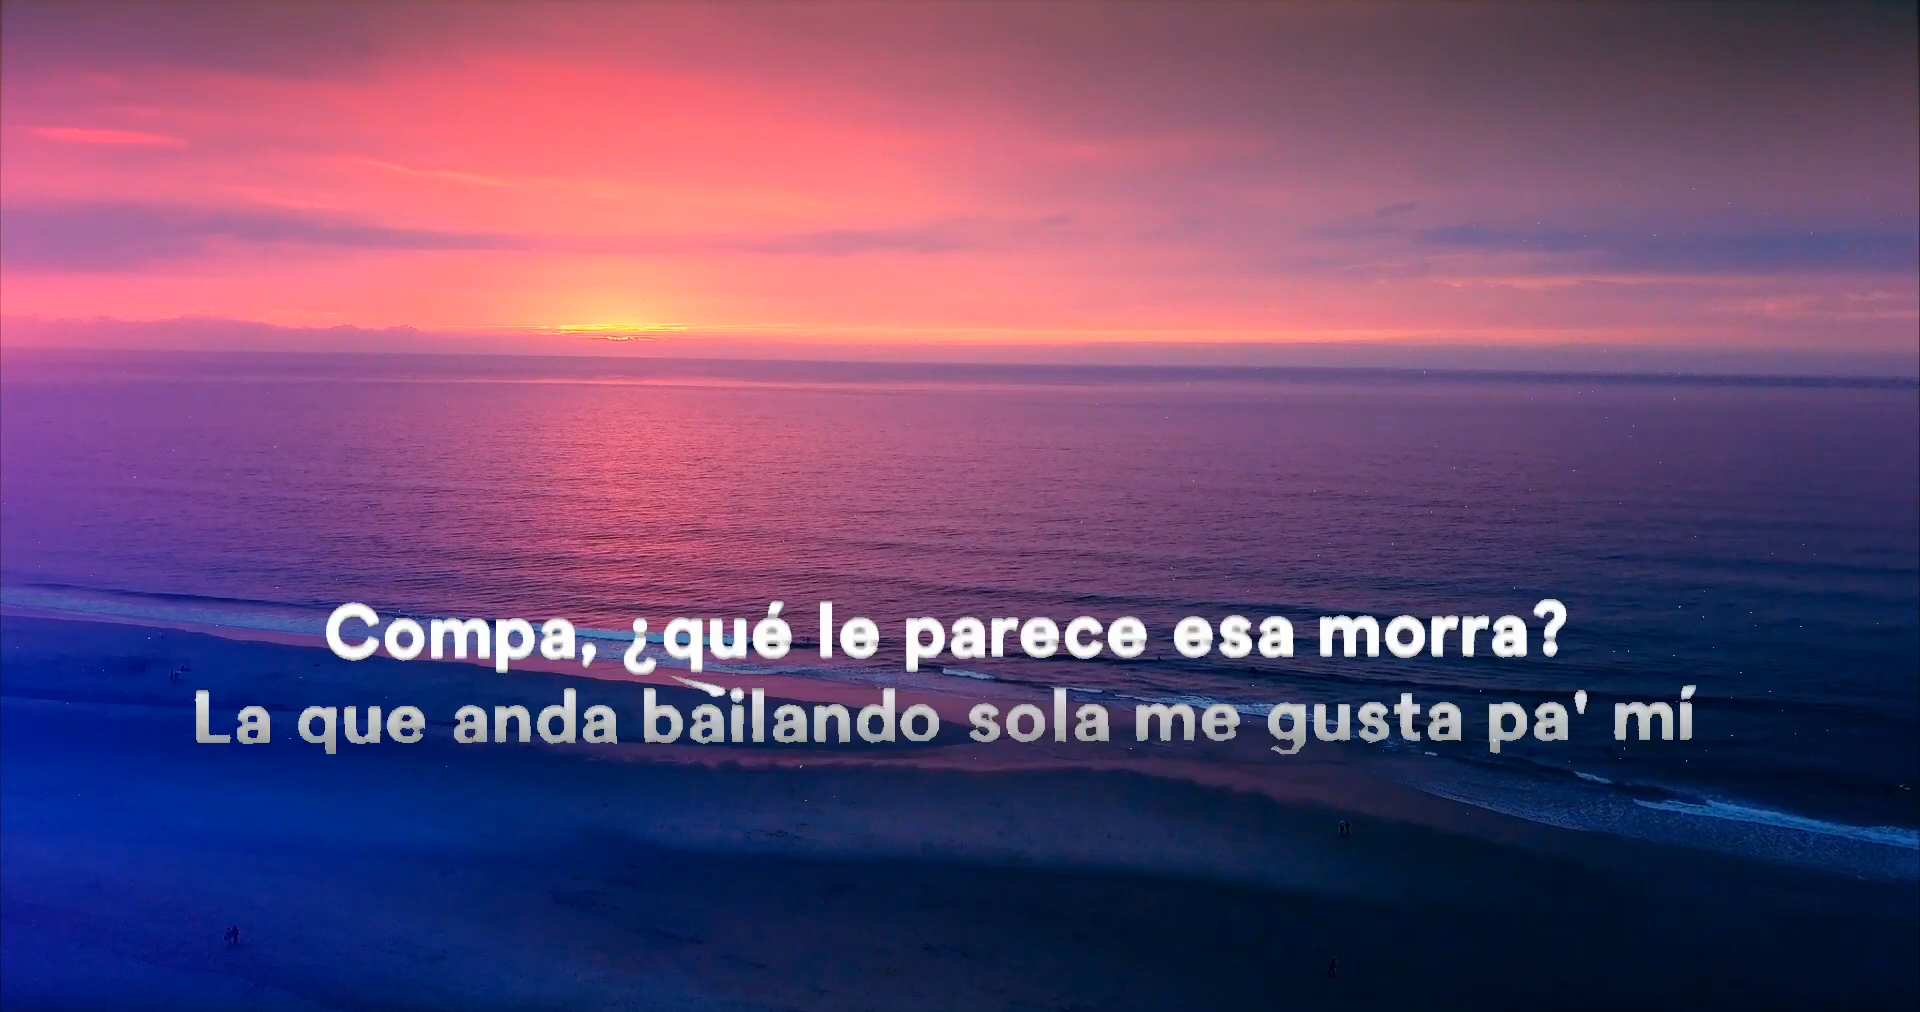 Compa, ¿qué le parece esa morra?
La que anda bailando sola me gusta pa' mí